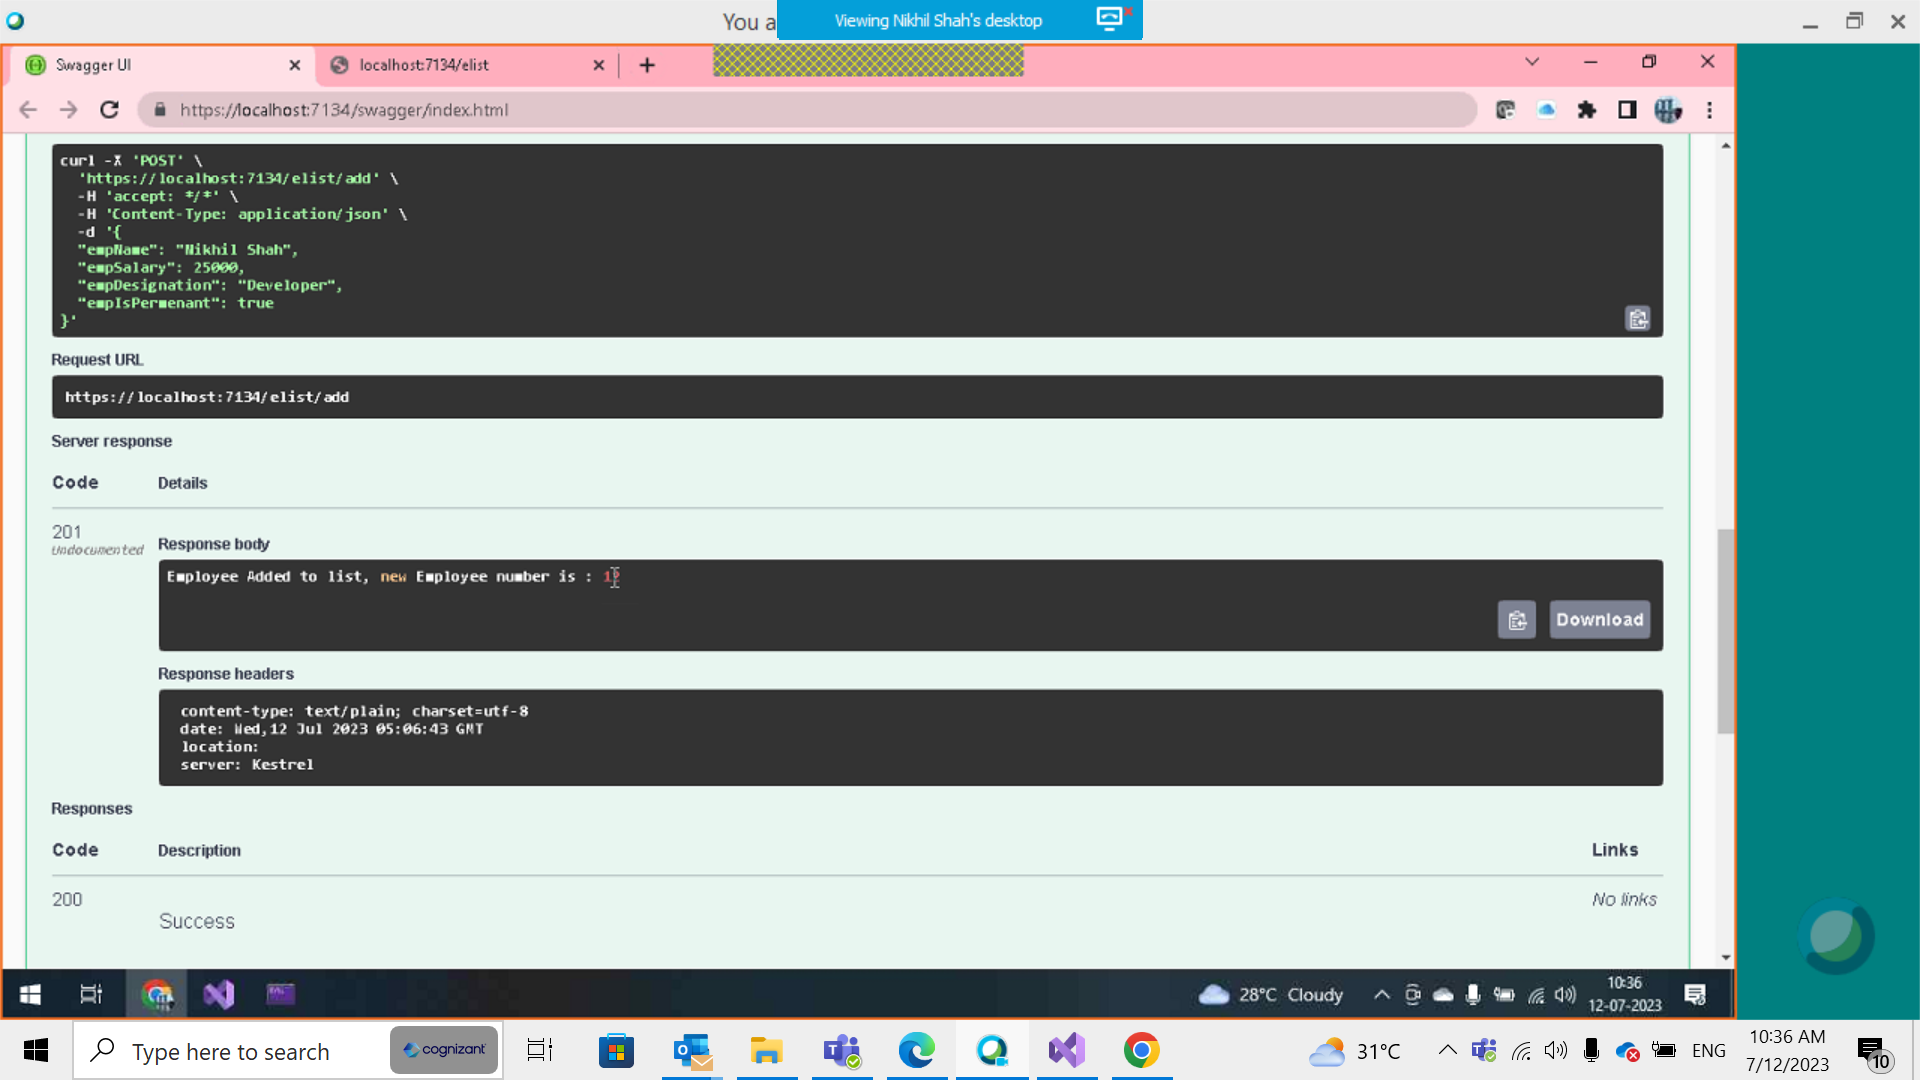 You a
Viewing Nikhil Shah's desktop
Swagger UI
localhost:7134/elist
https://localhost:7134/swagger/index.html
curl -X 'POST' \
'https://localhost:7134/elist/add' \
-H 'accept: */*' \
-H 'Content-Type: application/json' \
-d '{
"empName": "Nikhil Shah",
"empSalary": 25000,
"empDesignation": "Developer",
"empIsPermenant": true
}'
Request URL
https://localhost:7134/elist/add
Server response
Code Details
201
Undocumented
Response body
Employee Added to list, new Employee number is :
Download
Response headers
content-type: text/plain; charset=utf-8
date: Wed,12 Jul 2023 05:06:43 GMT
location:
server: Kestrel
Responses
Code Description Links
200 No links
Success
28°C Cloudy
10:36
12-07-2023
Type here to search
cognizant
31°C
ENG
10:36 AM
7/12/2023
10